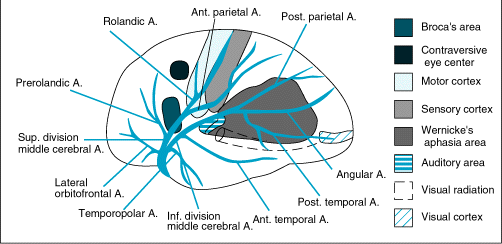 Ant. parietal A.
Post. parietal A.
Rolandic A.
Prerolandic A.
Sup. division
middle cerebral A.
Lateral
orbitofrontal A.
Temporopolar A.
Inf. division
middle cerebral A.
Ant. temporal A.
Post. temporal A.
Angular A.
Broca's area
Contraversive
eye center
Motor cortex
Sensory cortex
Wernicke's
aphasia area
Auditory area
Visual radiation
Visual cortex